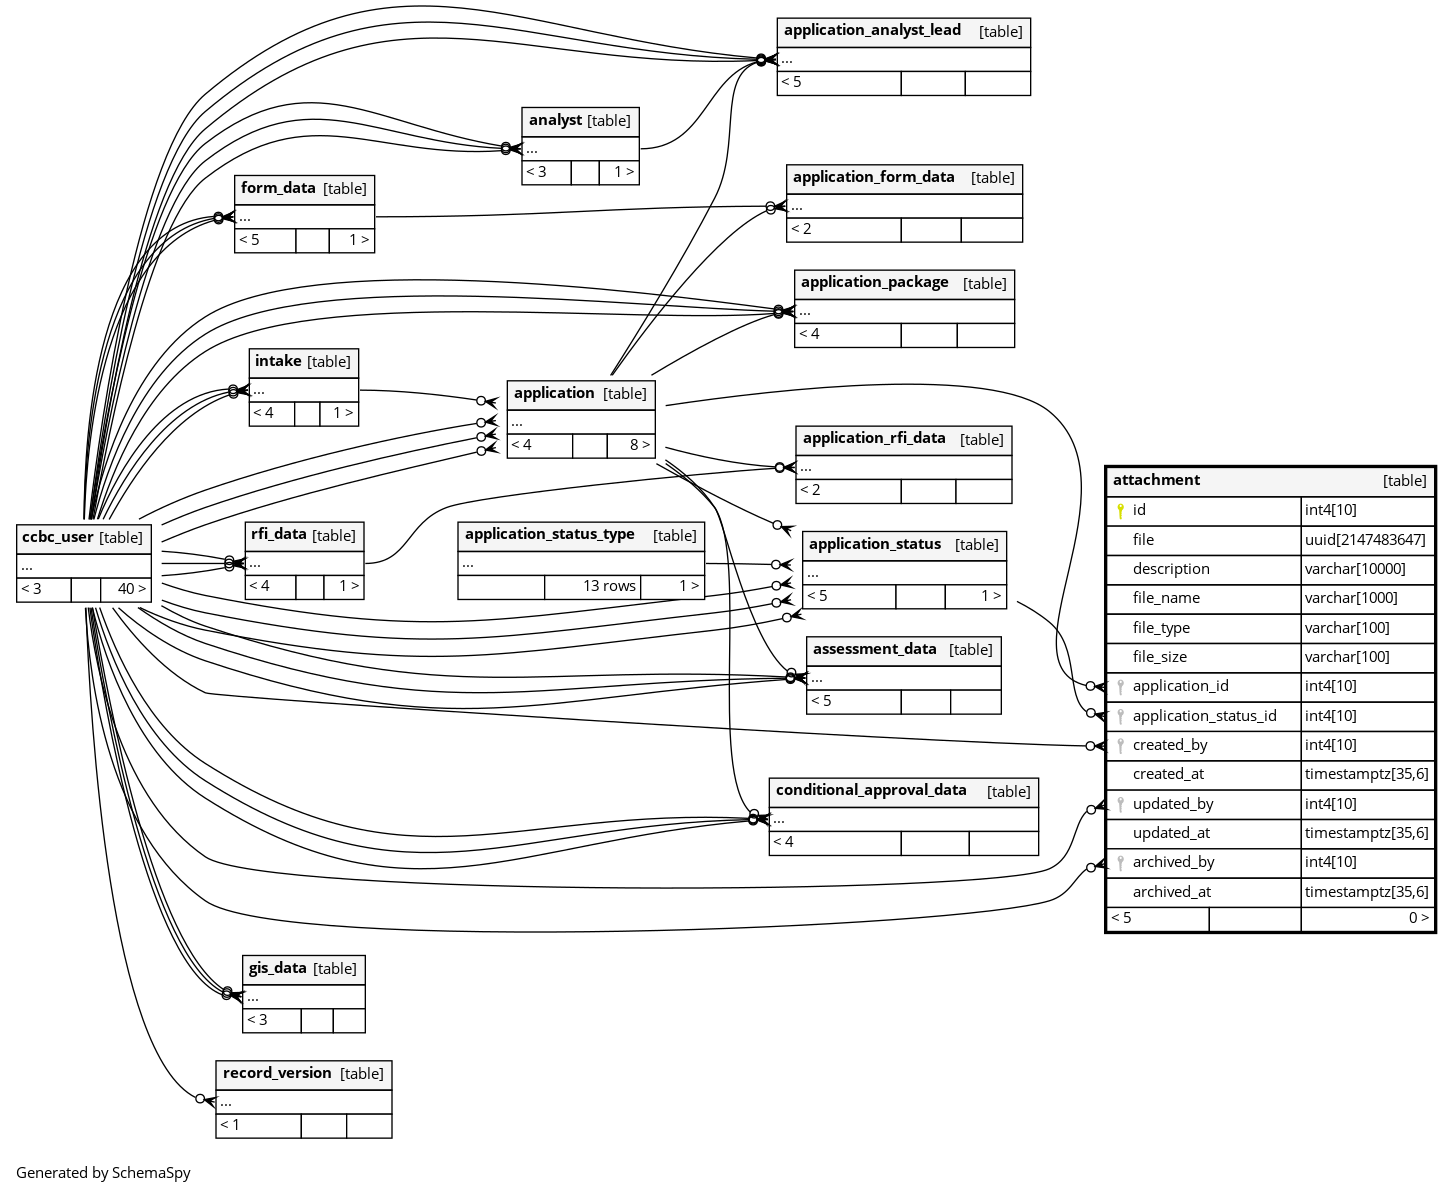 application_analyst_lead [table]
...
< 5
analyst [table]
...
< 3 1 >
application_form_data [table]
...
< 2
form_data [table]
...
< 5 1 >
application_package [table]
...
< 4
intake [table]
...
< 4 1 >
application [table]
...
< 4 8 >
application_rfi_data [table]
...
< 2
attachment [table]
id int4[10]
file uuid[2147483647]
description varchar[10000]
file_name varchar[1000]
file_type varchar[100]
file_size varchar[100]
application_id int4[10]
application_status_id int4[10]
created_by int4[10]
created_at timestamptz[35,6]
updated_by int4[10]
updated_at timestamptz[35,6]
archived_by int4[10]
archived_at timestamptz[35,6]
< 5 0 >
ccbc_user [table]
...
< 3 40 >
rfi_data [table]
...
< 4 1 >
application_status_type [table]
...
13 rows 1 >
application_status [table]
...
< 5 1 >
assessment_data [table]
...
< 5
conditional_approval_data [table]
...
< 4
gis_data [table]
...
< 3
record_version [table]
...
< 1
Generated by SchemaSpy